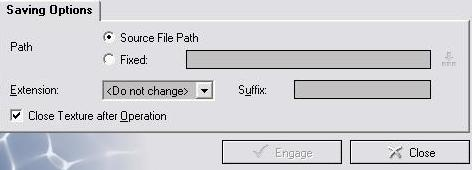 Saving Options
Path
Source File Path
Fixed:
Extension: <Do not change> Suffix:
Close Texture after Operation
Engage Close